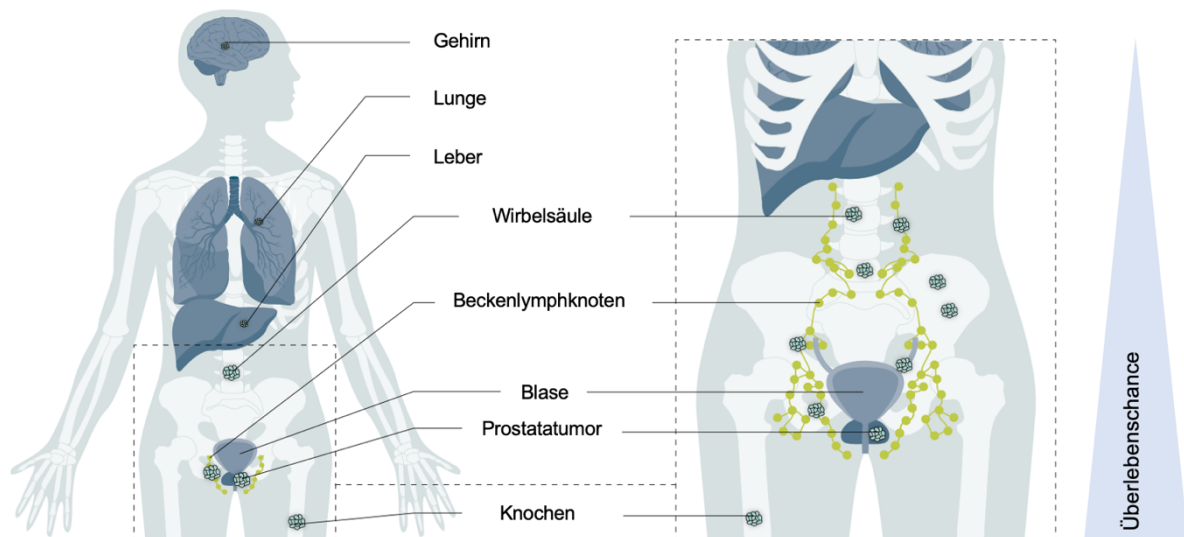 Gehirn
Lunge
Leber
Wirbelsäule
Beckenlymphknoten
Blase
Prostatatumor
Knochen
Überlebenschance